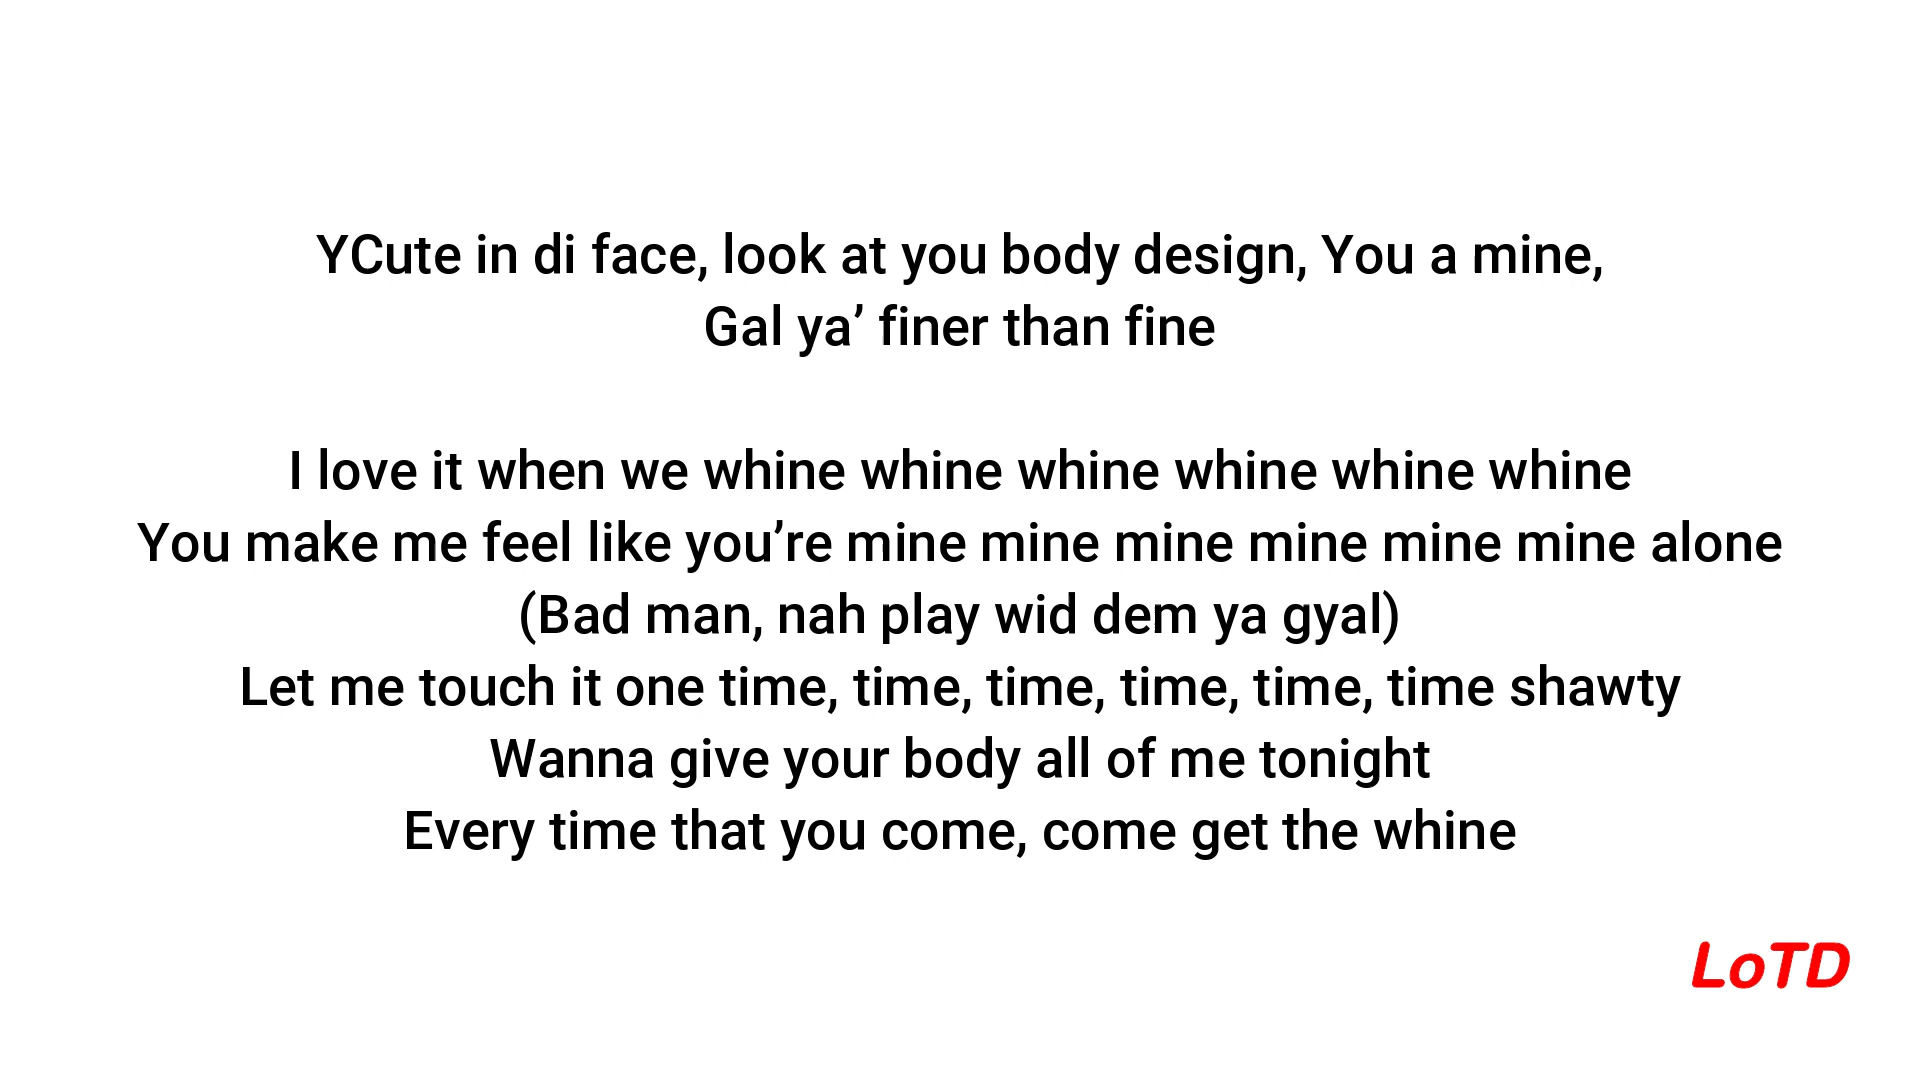 YCute in di face, look at you body design, You a mine,
Gal ya’ finer than fine
I love it when we whine whine whine whine whine whine
You make me feel like you’re mine mine mine mine mine mine alone
(Bad man, nah play wid dem ya gyal)
Let me touch it one time, time, time, time, time, time shawty
Wanna give your body all of me tonight
Every time that you come, come get the whine
LoTD